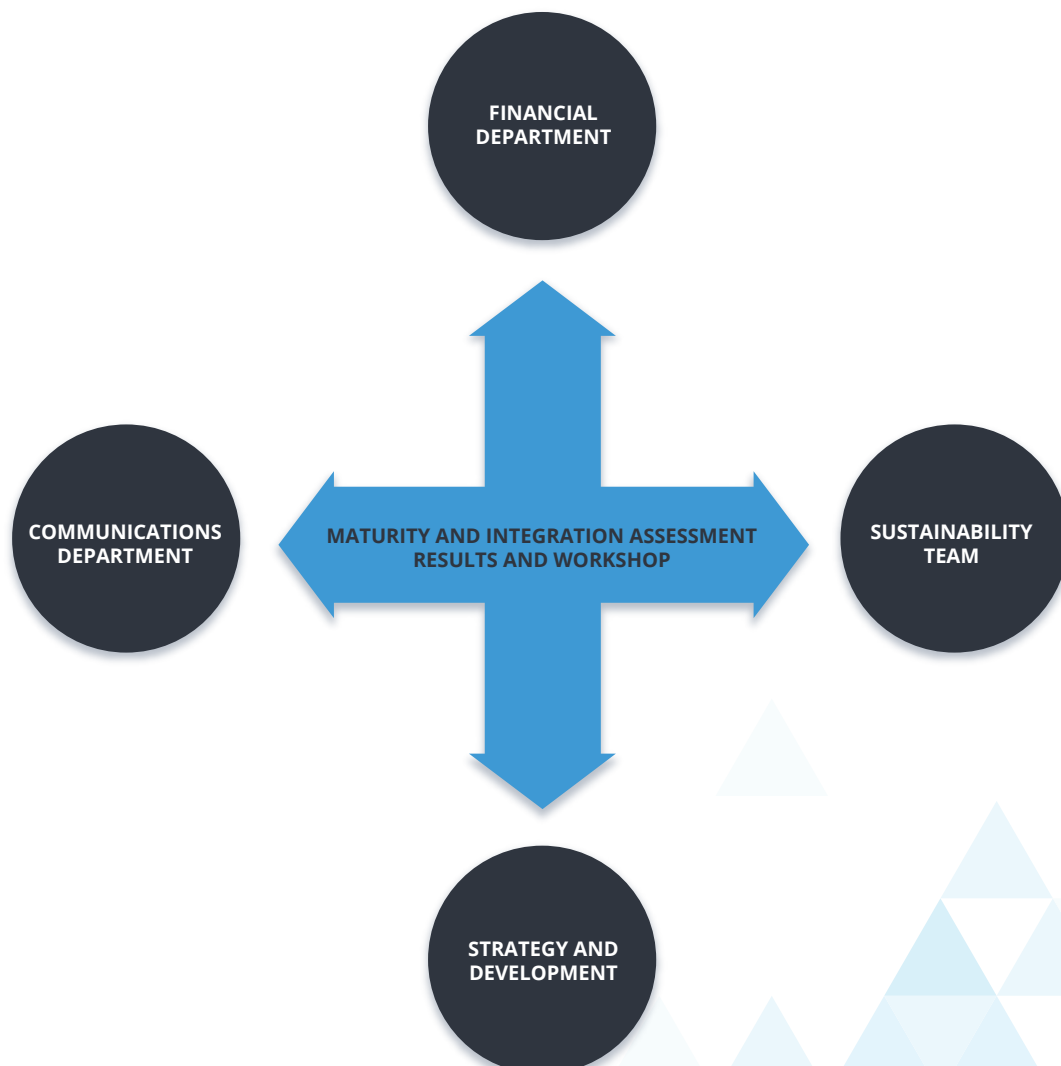 FINANCIAL
DEPARTMENT
COMMUNICATIONS
DEPARTMENT
MATURITY AND INTEGRATION ASSESSMENT
RESULTS AND WORKSHOP
SUSTAINABILITY
TEAM
STRATEGY AND
DEVELOPMENT